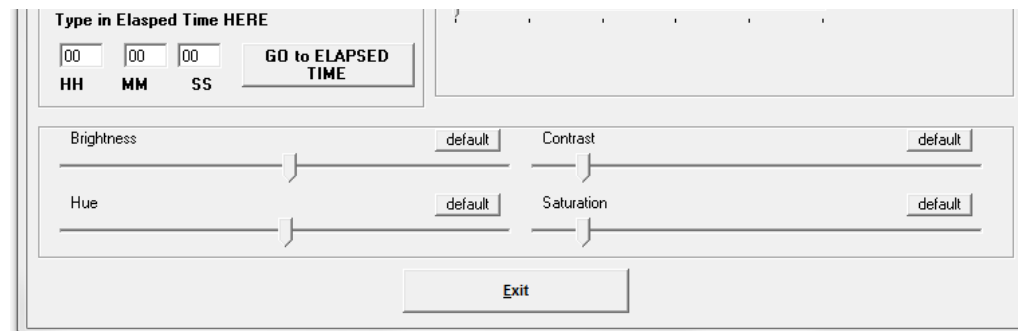 Type in Elasped Time HERE
00 00 00
GO to ELAPSED
TIME
HH MM SS
Brightness default
Contrast default
Hue default
Saturation default
Exit